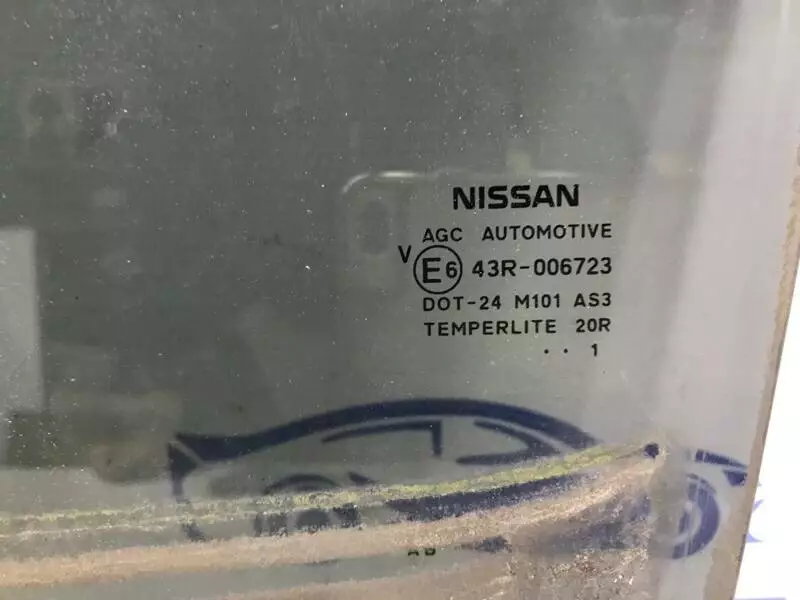 NISSAN
AGC AUTOMOTIVE
V E6 43R-006723
DOT-24 M101 AS3
TEMPERLITE 20R
. . 1